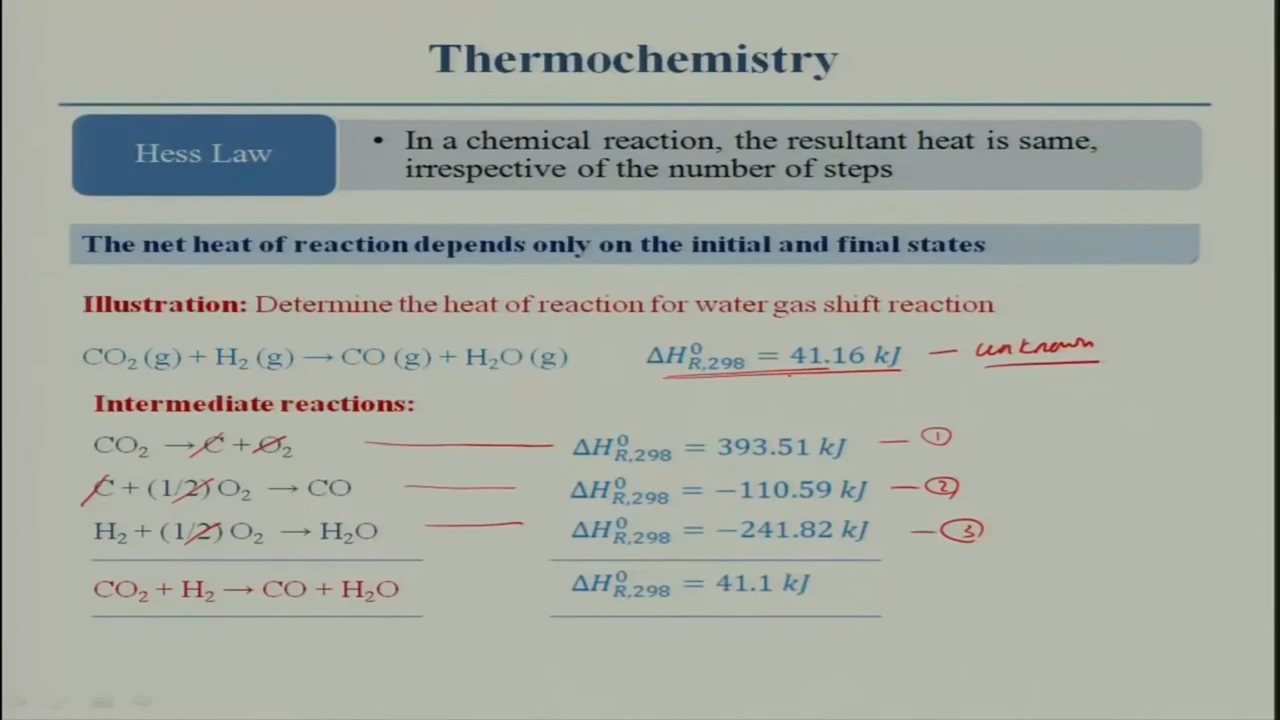 Thermochemistry
Hess Law
• In a chemical reaction, the resultant heat is same,
irrespective of the number of steps
The net heat of reaction depends only on the initial and final states
Illustration: Determine the heat of reaction for water gas shift reaction
CO₂ (g) + H₂ (g) → CO (g) + H₂O (g) ΔH⁰R,298 = 41.16 kJ — unknown
Intermediate reactions:
CO₂ → C + O₂ ΔH⁰R,298 = 393.51 kJ — ①
C + (1/2) O₂ → CO ΔH⁰R,298 = −110.59 kJ — ②
H₂ + (1/2) O₂ → H₂O ΔH⁰R,298 = −241.82 kJ — ③
CO₂ + H₂ → CO + H₂O ΔH⁰R,298 = 41.1 kJ